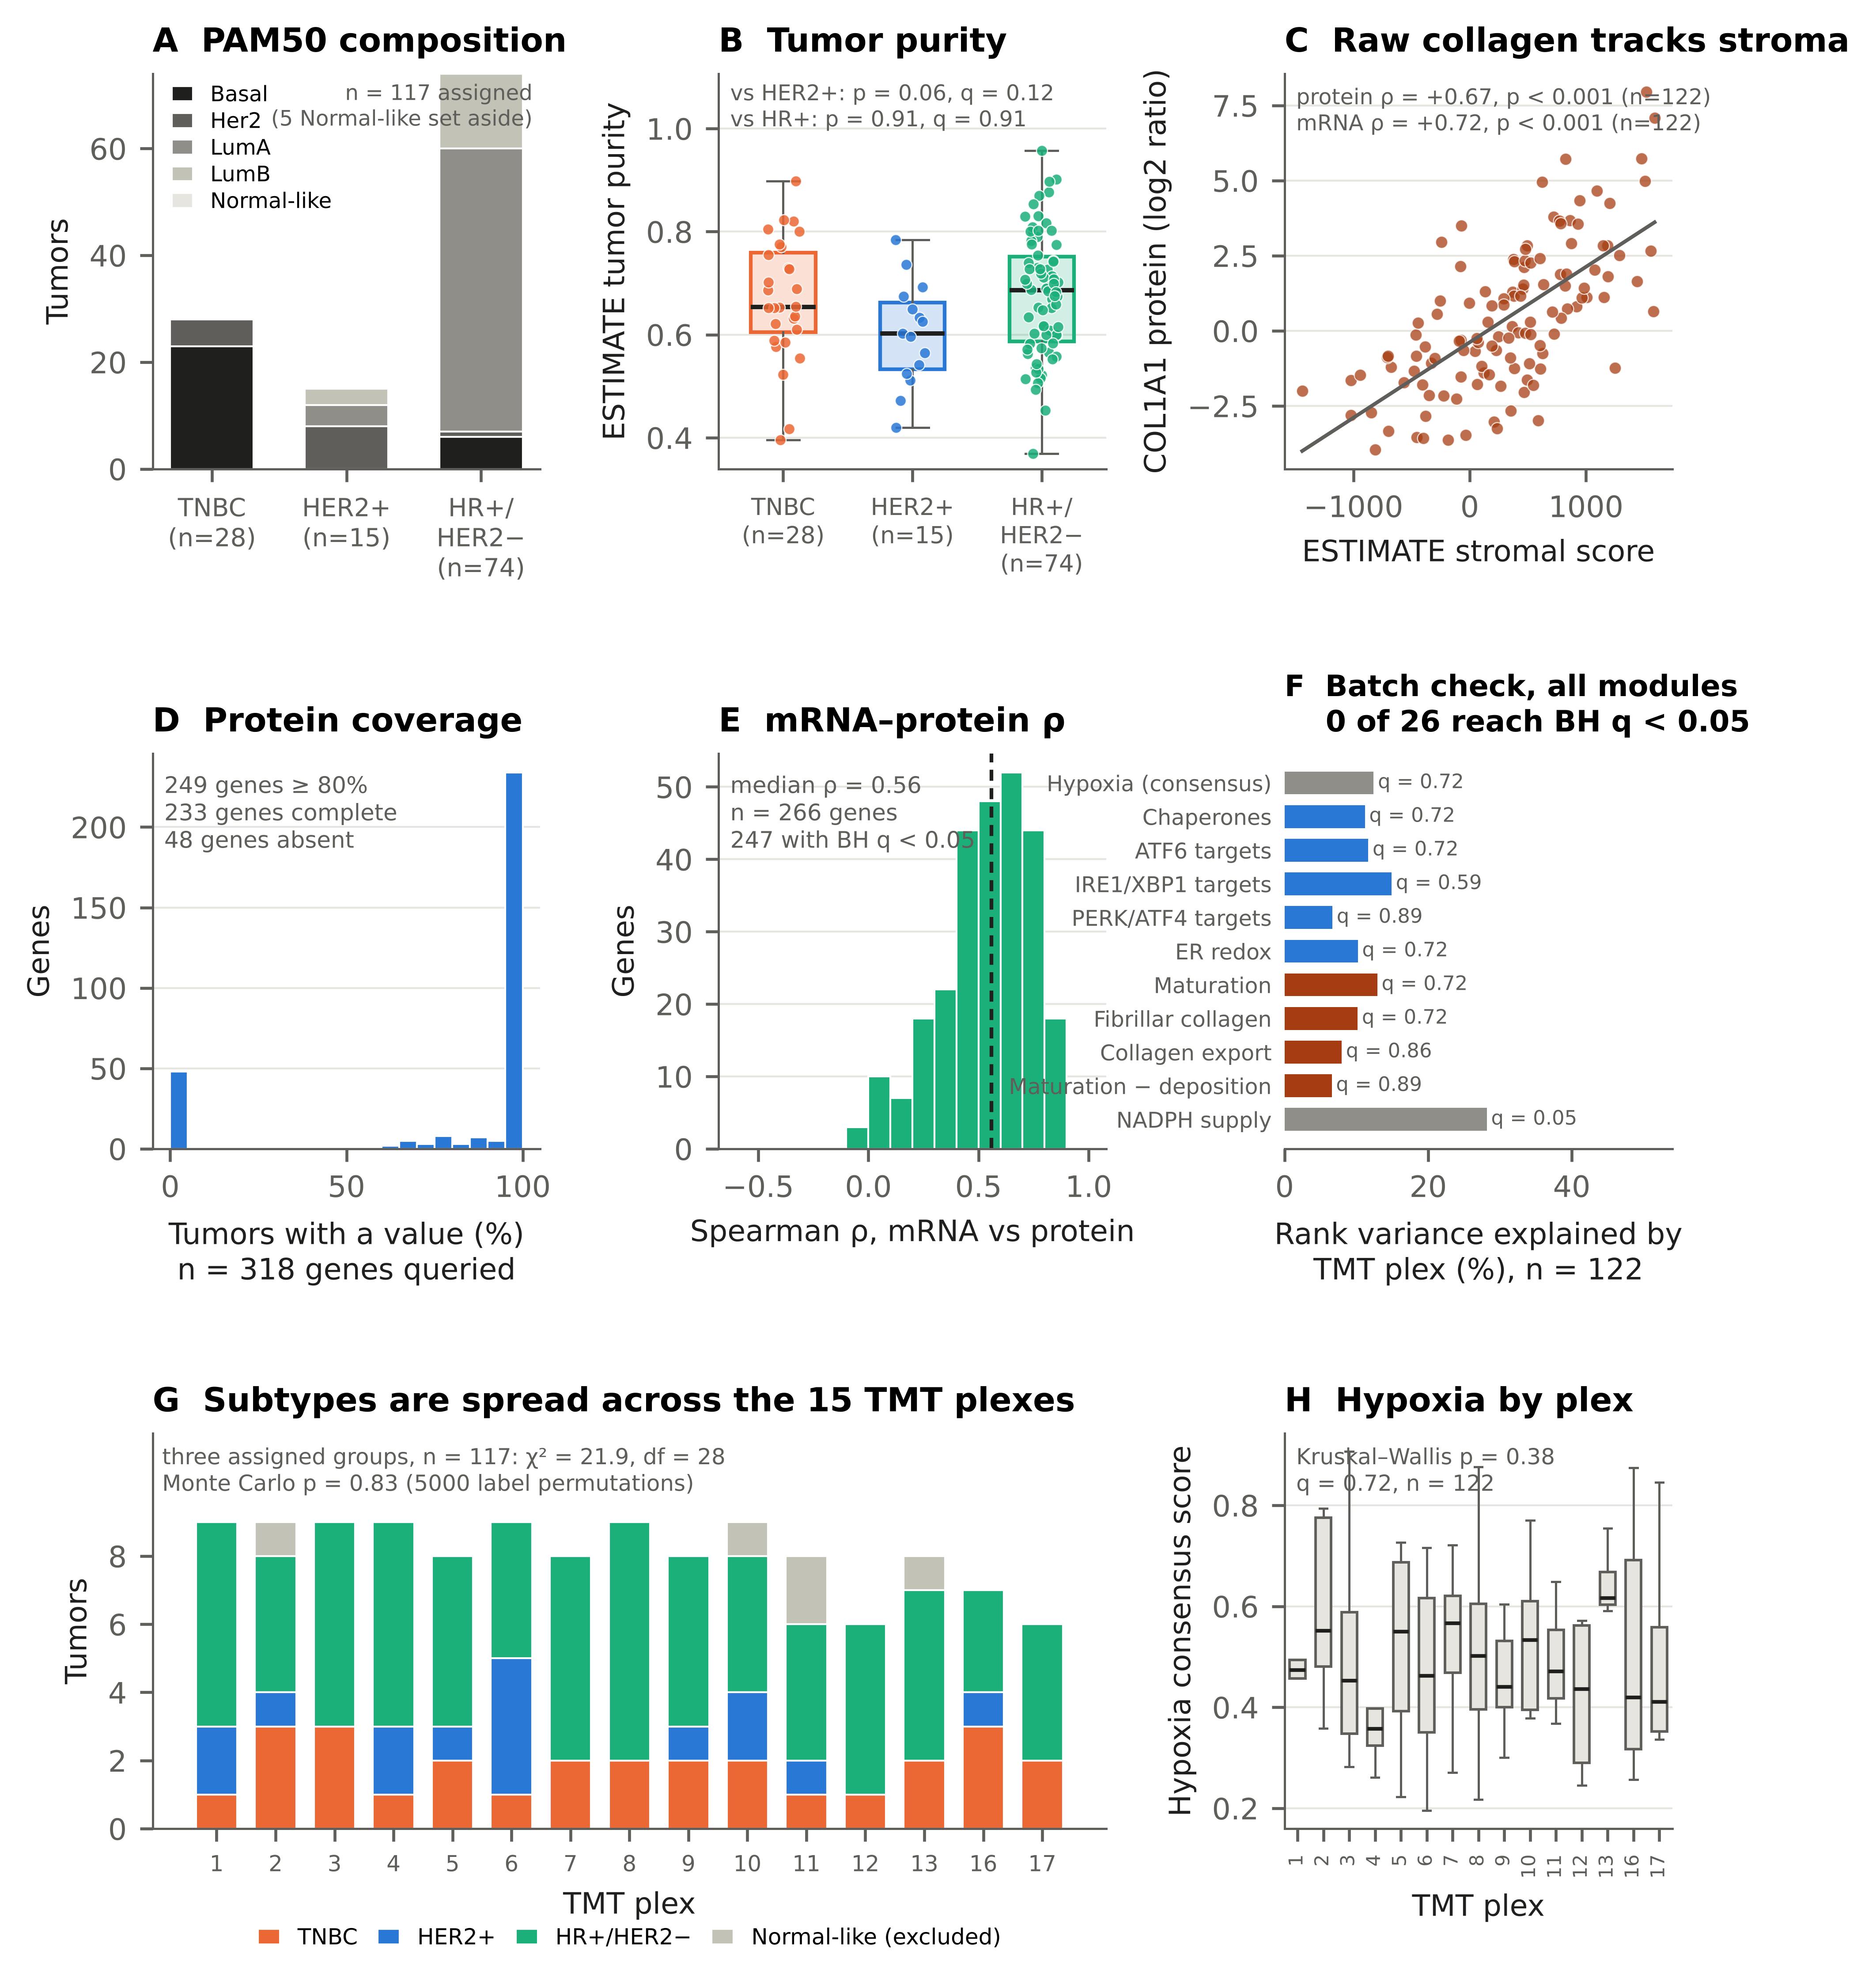 A PAM50 composition
Tumors
0
20
40
60
Basal
Her2
LumA
LumB
Normal-like
n = 117 assigned
(5 Normal-like set aside)
TNBC
(n=28)
HER2+
(n=15)
HR+/
HER2−
(n=74)
B Tumor purity
ESTIMATE tumor purity
0.4
0.6
0.8
1.0
vs HER2+: p = 0.06, q = 0.12
vs HR+: p = 0.91, q = 0.91
TNBC
(n=28)
HER2+
(n=15)
HR+/
HER2−
(n=74)
C Raw collagen tracks stroma
COL1A1 protein (log2 ratio)
7.5
5.0
2.5
0.0
−2.5
protein ρ = +0.67, p < 0.001 (n=122)
mRNA ρ = +0.72, p < 0.001 (n=122)
−1000
0
1000
ESTIMATE stromal score
D Protein coverage
Genes
0
50
100
150
200
249 genes ≥ 80%
233 genes complete
48 genes absent
0
50
100
Tumors with a value (%)
n = 318 genes queried
E mRNA–protein ρ
Genes
0
10
20
30
40
50
median ρ = 0.56
n = 266 genes
247 with BH q < 0.05
−0.5
0.0
0.5
1.0
Spearman ρ, mRNA vs protein
F Batch check, all modules
0 of 26 reach BH q < 0.05
Hypoxia (consensus) q = 0.72
Chaperones q = 0.72
ATF6 targets q = 0.72
IRE1/XBP1 targets q = 0.59
PERK/ATF4 targets q = 0.89
ER redox q = 0.72
Maturation q = 0.72
Fibrillar collagen q = 0.72
Collagen export q = 0.86
Maturation − deposition q = 0.89
NADPH supply q = 0.05
0
20
40
Rank variance explained by
TMT plex (%), n = 122
G Subtypes are spread across the 15 TMT plexes
Tumors
0
2
4
6
8
three assigned groups, n = 117: χ² = 21.9, df = 28
Monte Carlo p = 0.83 (5000 label permutations)
1 2 3 4 5 6 7 8 9 10 11 12 13 16 17
TMT plex
TNBC HER2+ HR+/HER2− Normal-like (excluded)
H Hypoxia by plex
Hypoxia consensus score
0.2
0.4
0.6
0.8
Kruskal–Wallis p = 0.38
q = 0.72, n = 122
1 2 3 4 5 6 7 8 9 10 11 12 13 16 17
TMT plex